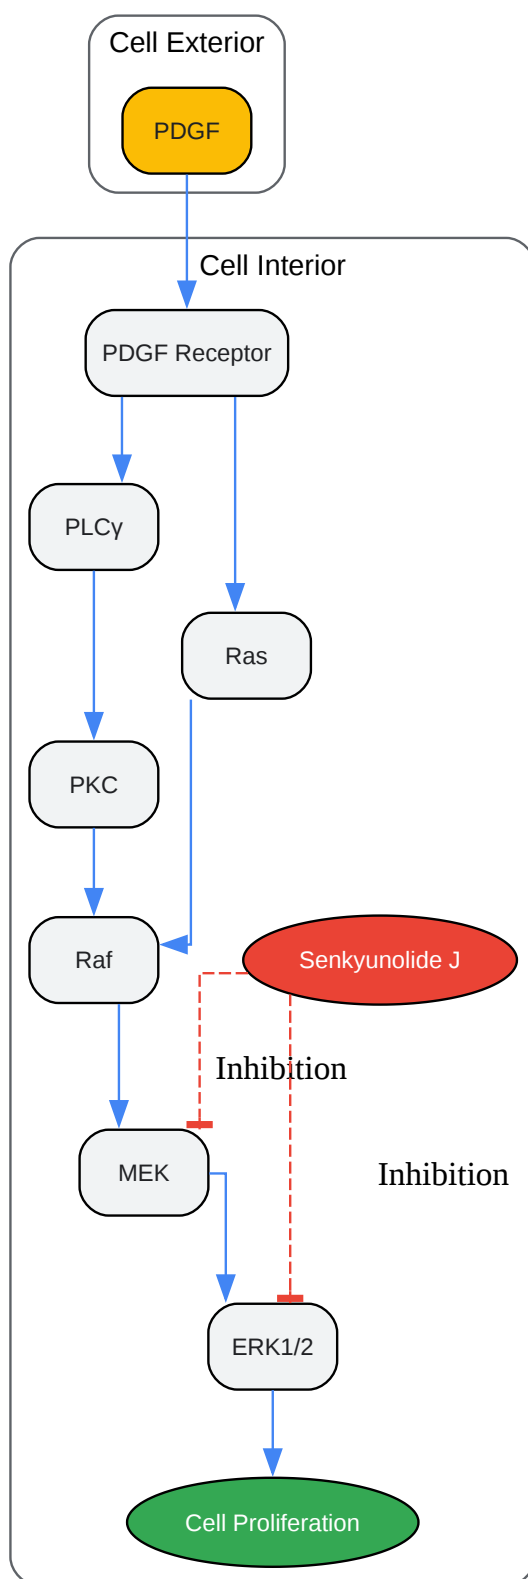 Cell Exterior
PDGF
Cell Interior
PDGF Receptor
PLCγ
Ras
PKC
Raf
Senkyunolide J
Inhibition
MEK
Inhibition
ERK1/2
Cell Proliferation